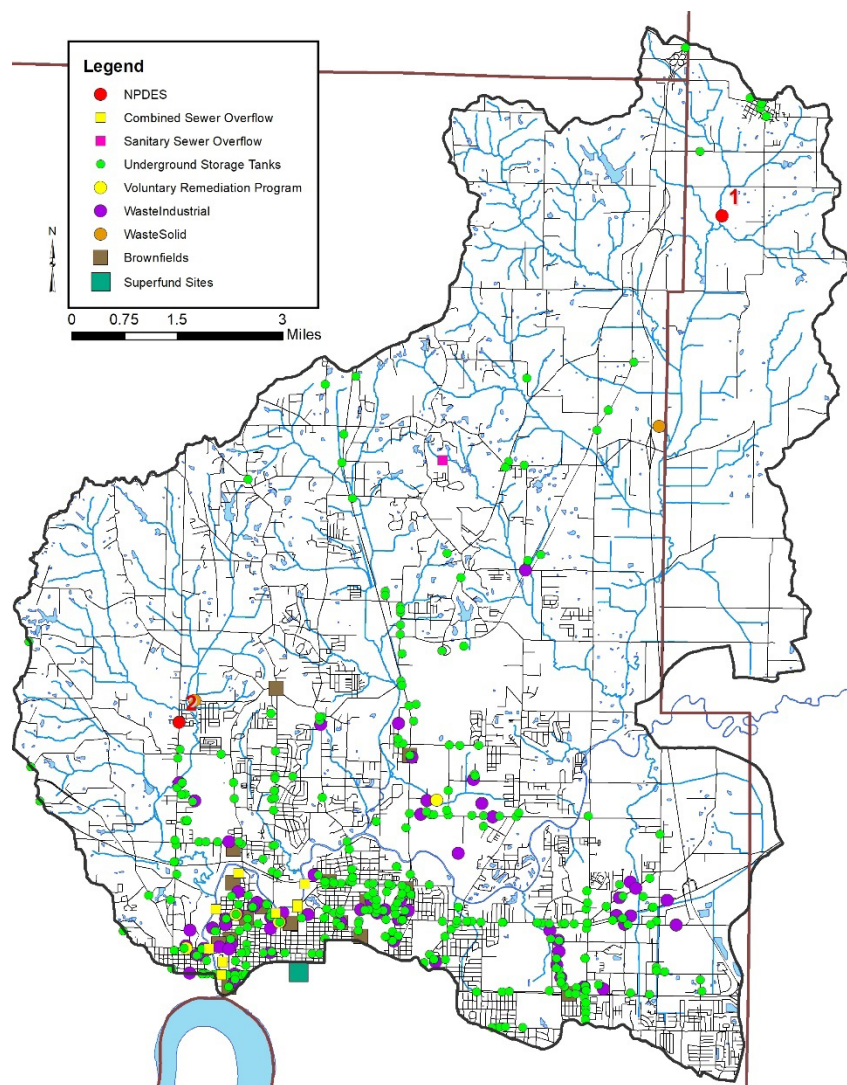 Legend
NPDES
Combined Sewer Overflow
Sanitary Sewer Overflow
Underground Storage Tanks
Voluntary Remediation Program
WasteIndustrial
WasteSolid
Brownfields
Superfund Sites
N
0 0.75 1.5 3
Miles
1
2